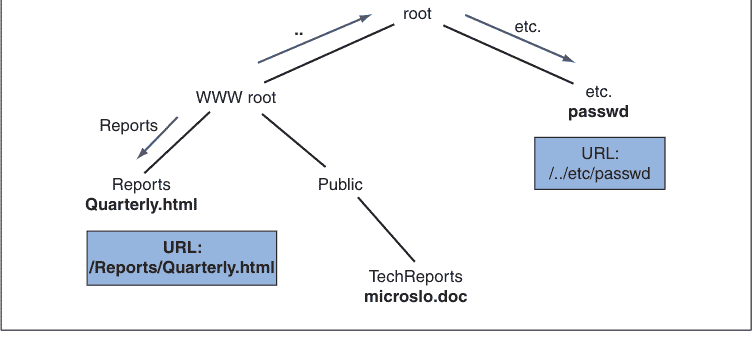 root
..
etc.
WWW root
etc.
passwd
Reports
URL:
/../etc/passwd
Reports
Quarterly.html
Public
URL:
/Reports/Quarterly.html
TechReports
microslo.doc